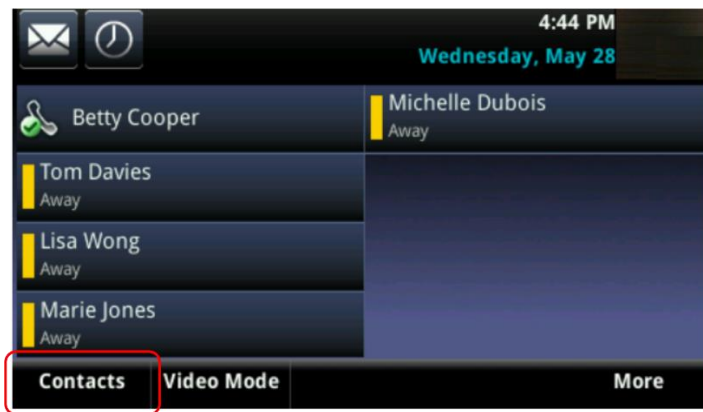 4:44 PM
Wednesday, May 28
Betty Cooper
Michelle Dubois
Away
Tom Davies
Away
Lisa Wong
Away
Marie Jones
Away
Contacts
Video Mode
More